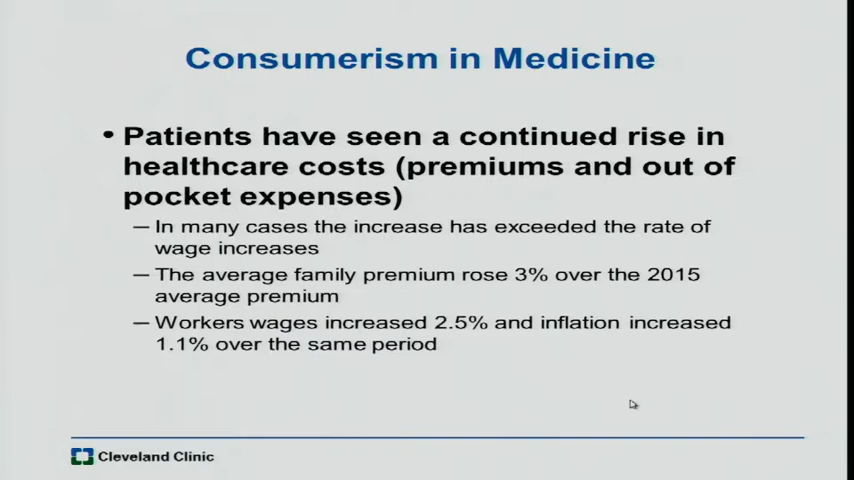 Consumerism in Medicine
• Patients have seen a continued rise in
healthcare costs (premiums and out of
pocket expenses)
– In many cases the increase has exceeded the rate of
wage increases
– The average family premium rose 3% over the 2015
average premium
– Workers wages increased 2.5% and inflation increased
1.1% over the same period
Cleveland Clinic